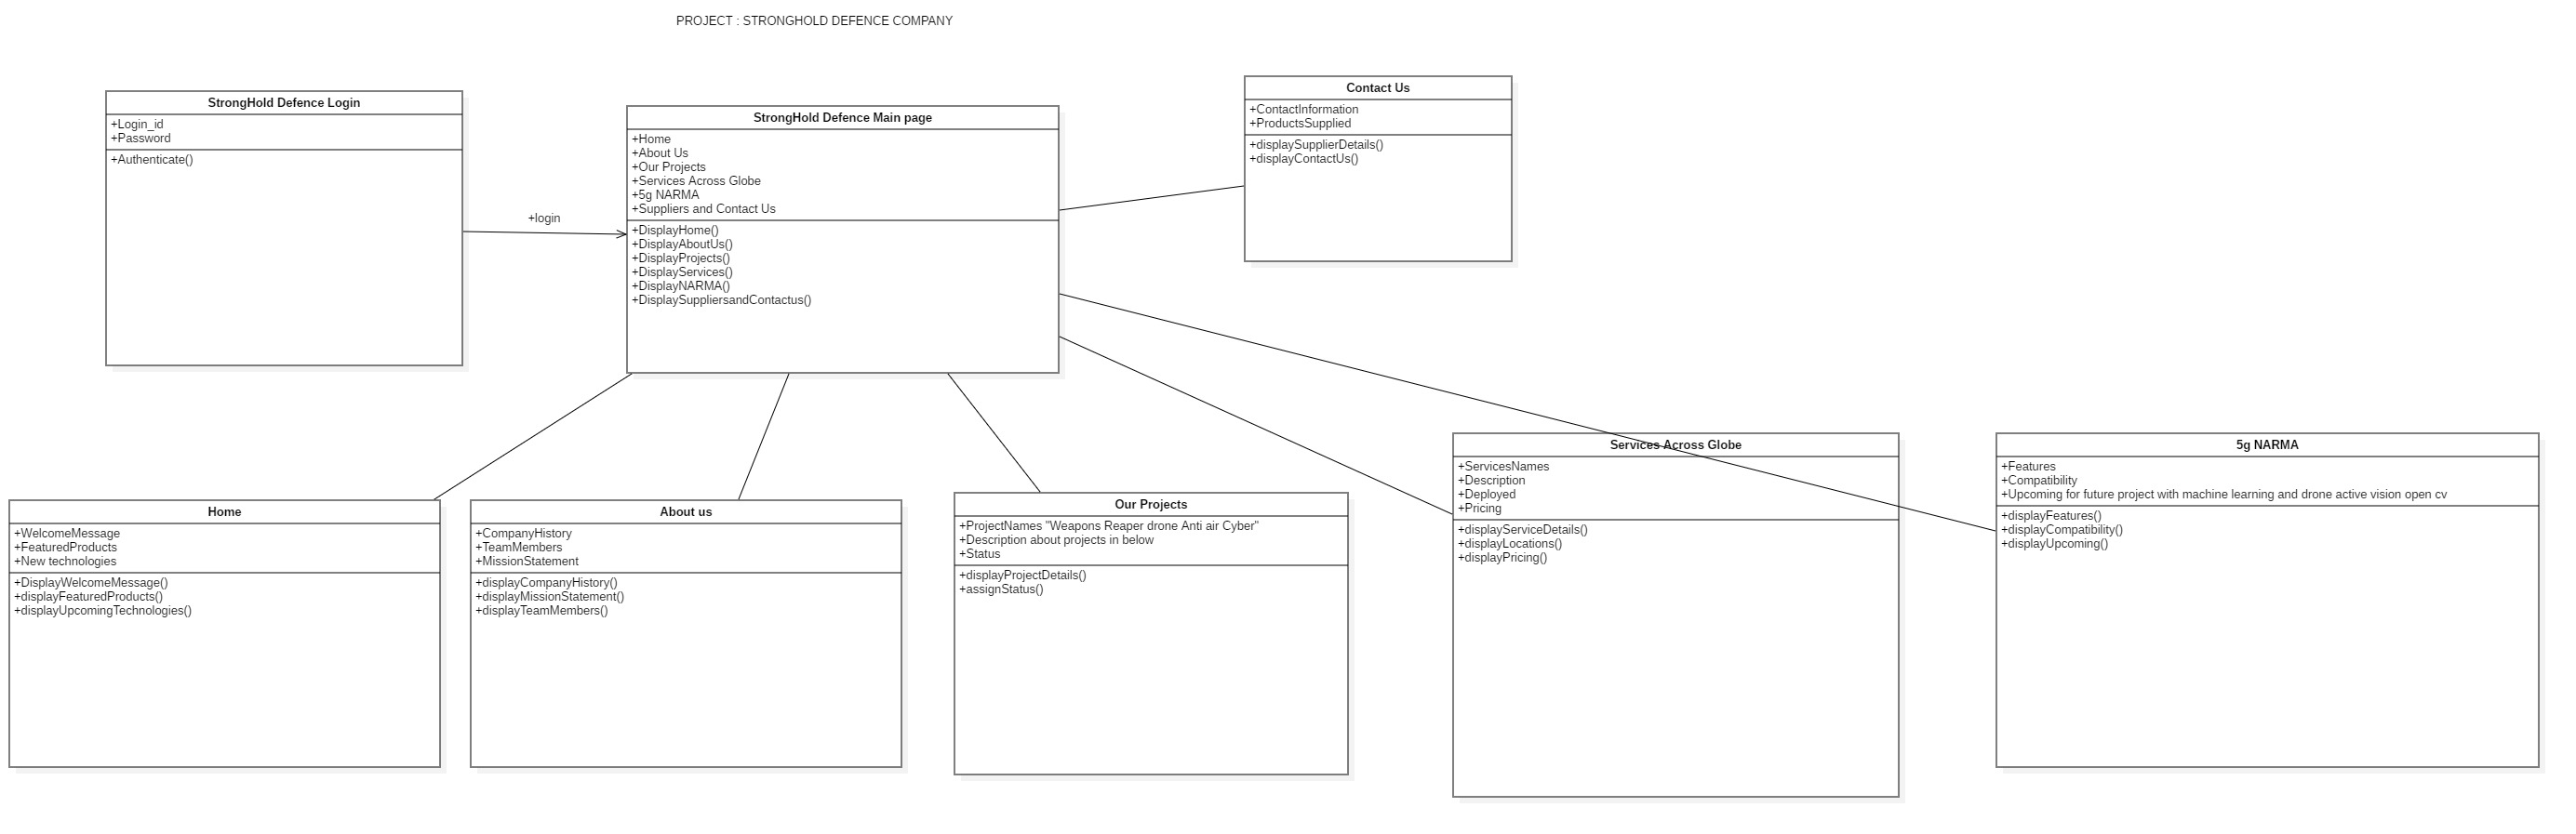 PROJECT : STRONGHOLD DEFENCE COMPANY
StrongHold Defence Login
+Login_id
+Password
+Authenticate()
+login
StrongHold Defence Main page
+Home
+About Us
+Our Projects
+Services Across Globe
+5g NARMA
+Suppliers and Contact Us
+DisplayHome()
+DisplayAboutUs()
+DisplayProjects()
+DisplayServices()
+DisplayNARMA()
+DisplaySuppliersandContactus()
Contact Us
+ContactInformation
+ProductsSupplied
+displaySupplierDetails()
+displayContactUs()
Home
+WelcomeMessage
+FeaturedProducts
+New technologies
+DisplayWelcomeMessage()
+displayFeaturedProducts()
+displayUpcomingTechnologies()
About us
+CompanyHistory
+TeamMembers
+MissionStatement
+displayCompanyHistory()
+displayMissionStatement()
+displayTeamMembers()
Our Projects
+ProjectNames "Weapons Reaper drone Anti air Cyber"
+Description about projects in below
+Status
+displayProjectDetails()
+assignStatus()
Services Across Globe
+ServicesNames
+Description
+Deployed
+Pricing
+displayServiceDetails()
+displayLocations()
+displayPricing()
5g NARMA
+Features
+Compatibility
+Upcoming for future project with machine learning and drone active vision open cv
+displayFeatures()
+displayCompatibility()
+displayUpcoming()